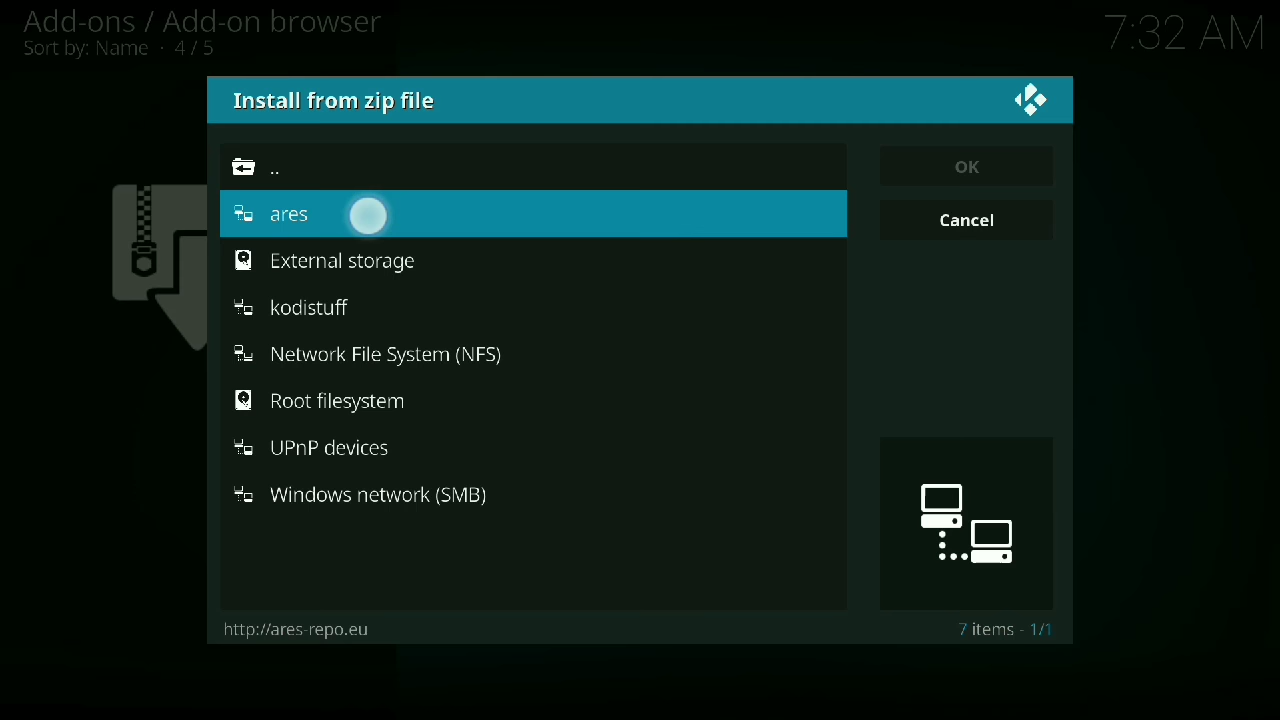 Add-ons / Add-on browser
Sort by: Name · 4 / 5
7:32 AM
Install from zip file
..
OK
ares
Cancel
External storage
kodistuff
Network File System (NFS)
Root filesystem
UPnP devices
Windows network (SMB)
http://ares-repo.eu
7 items - 1/1